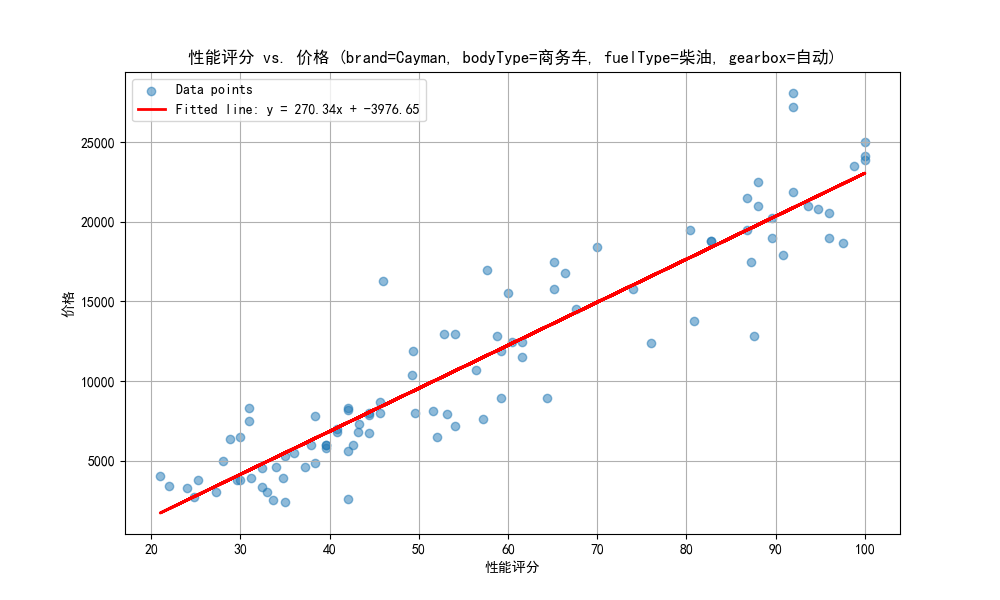 性能评分 vs. 价格 (brand=Cayman, bodyType=商务车, fuelType=柴油, gearbox=自动)
Data points
Fitted line: y = 270.34x + -3976.65
25000
20000
15000
10000
5000
价格
20 30 40 50 60 70 80 90 100
性能评分